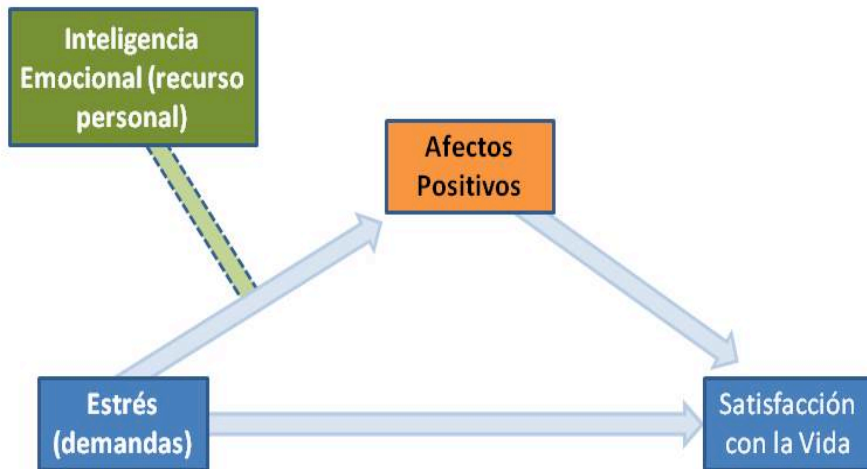 Inteligencia
Emocional (recurso
personal)
Afectos
Positivos
Estrés
(demandas)
Satisfacción
con la Vida